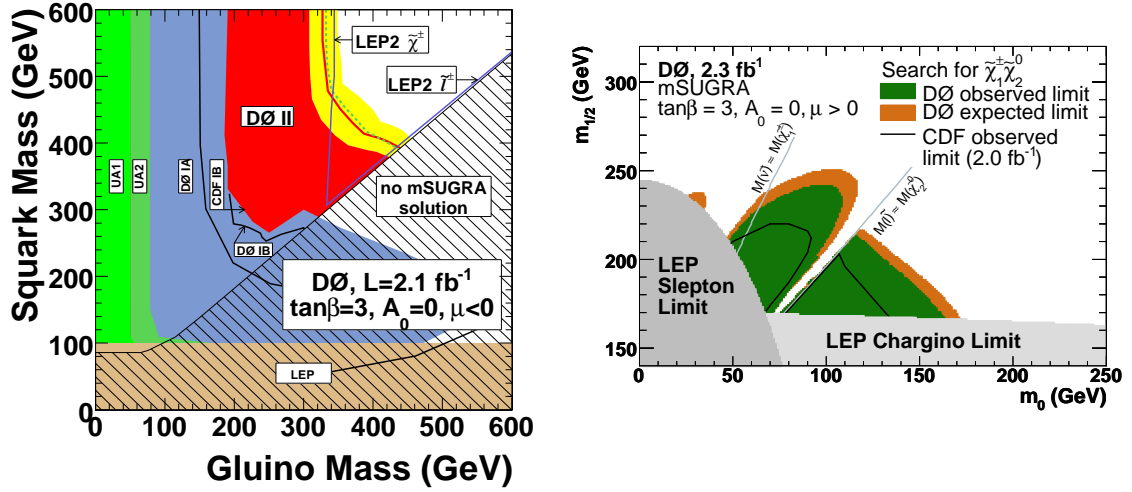 Squark Mass (GeV)
600
500
400
300
200
100
0
0
100
200
300
400
500
600
Gluino Mass (GeV)
UA1
UA2
DØ IA
CDF IB
DØ IB
DØ II
LEP2 χ̃±
LEP2 l̃±
no mSUGRA
solution
DØ, L=2.1 fb⁻¹
tanβ=3, A₀=0, μ<0
LEP
m₁/₂ (GeV)
300
250
200
150
0
50
100
150
200
250
m₀ (GeV)
DØ, 2.3 fb⁻¹
mSUGRA
tanβ = 3, A₀ = 0, μ > 0
Search for χ̃₁±χ̃₂⁰
DØ observed limit
DØ expected limit
CDF observed
limit (2.0 fb⁻¹)
M(ν̃) = M(χ̃₁±)
M(l̃) = M(χ̃₂⁰)
LEP
Slepton
Limit
LEP Chargino Limit